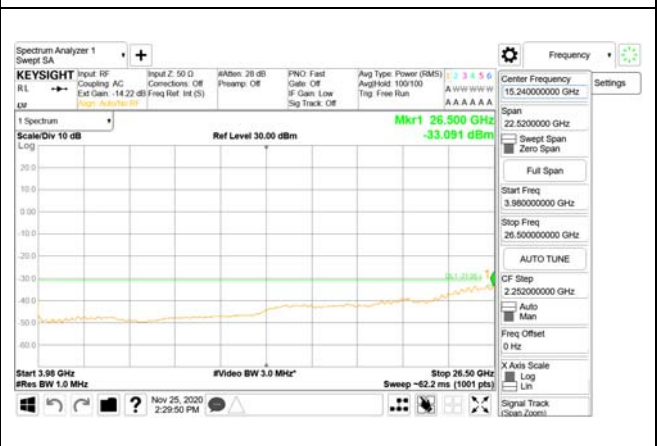 Spectrum Analyzer 1
Swept SA
Frequency
KEYSIGHT
RL
Input: RF
Coupling: AC
Ext Gain: -14.22 dB
Align: Auto/No RF
Input Z: 50 Ω
Corrections: Off
Freq Ref: Int (S)
#Atten: 28 dB
Preamp: Off
PNO: Fast
Gate: Off
IF Gain: Low
Sig Track: Off
Avg Type: Power (RMS)
Avg|Hold: 100/100
Trig: Free Run
1 2 3 4 5 6
A W W W W W
A A A A A A
1 Spectrum
Scale/Div 10 dB
Log
Ref Level 30.00 dBm
Mkr1 26.500 GHz
-33.091 dBm
20.0
10.0
0.00
-10.0
-20.0
-30.0
-40.0
-50.0
-60.0
1
Start 3.98 GHz
#Res BW 1.0 MHz
#Video BW 3.0 MHz*
Stop 26.50 GHz
Sweep ~62.2 ms (1001 pts)
Nov 25, 2020
2:29:50 PM
Center Frequency
15.240000000 GHz
Settings
Span
22.5200000 GHz
Swept Span
Zero Span
Full Span
Start Freq
3.980000000 GHz
Stop Freq
26.500000000 GHz
AUTO TUNE
CF Step
2.252000000 GHz
Auto
Man
Freq Offset
0 Hz
X Axis Scale
Log
Lin
Signal Track
(Span Zoom)